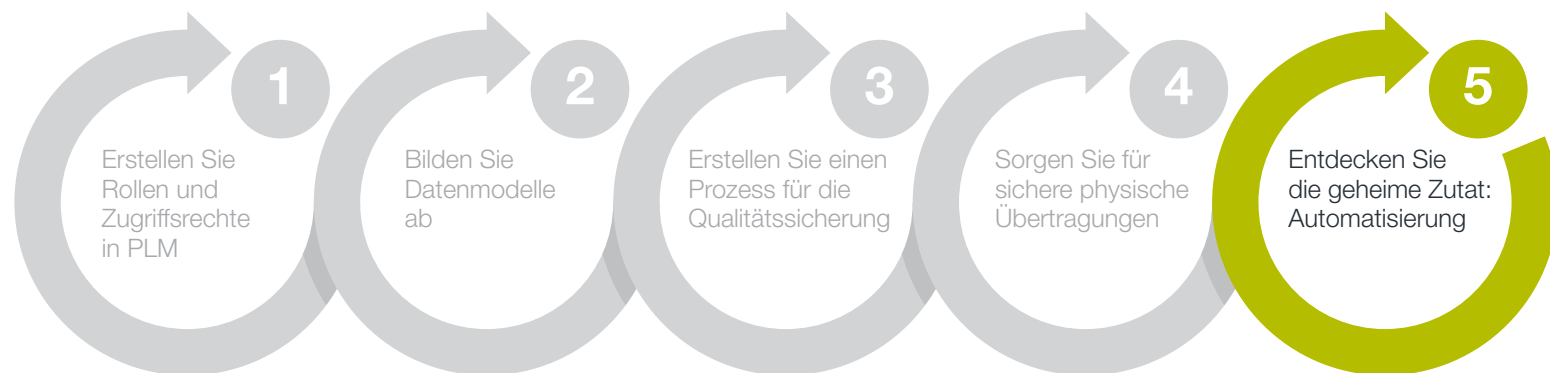 1
Erstellen Sie
Rollen und
Zugriffsrechte
in PLM
2
Bilden Sie
Datenmodelle
ab
3
Erstellen Sie einen
Prozess für die
Qualitätssicherung
4
Sorgen Sie für
sichere physische
Übertragungen
5
Entdecken Sie
die geheime Zutat:
Automatisierung